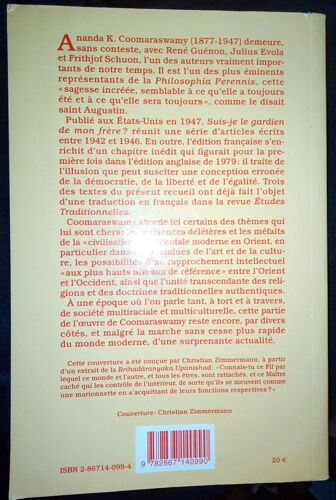 Ananda K. Coomaraswamy (1877-1947) demeure,
sans conteste, avec René Guénon, Julius Evola
et Frithjof Schuon, l'un des auteurs vraiment impor-
tants de notre temps. Il est l'un des plus éminents
représentants de la Philosophia Perennis, cette
« sagesse incréée, semblable à ce qu'elle a toujours
été et à ce qu'elle sera toujours », comme le disait
saint Augustin.
Publié aux États-Unis en 1947, Suis-je le gardien
de mon frère ? réunit une série d'articles écrits
entre 1942 et 1946. En outre, l'édition française s'en-
richit d'un chapitre inédit qui figurait pour la pre-
mière fois dans l'édition anglaise de 1979 : il traite de
l'illusion que peut susciter une conception erronée
de la démocratie, de la liberté et de l'égalité. Trois
des textes du présent recueil ont déjà fait l'objet
d'une traduction en français dans la revue Études
Traditionnelles.
Coomaraswamy aborde ici certains des thèmes qui
lui sont chers : les influences délétères et les méfaits
de la « civilisation » occidentale moderne en Orient, en
particulier dans les domaines de l'art et de la cultu-
re, les possibilités d'un rapprochement intellectuel
« aux plus hauts niveaux de référence » entre l'Orient
et l'Occident, ainsi que l'unité transcendante des reli-
gions et des doctrines traditionnelles authentiques.
À une époque où l'on parle tant, à tort et à travers,
de société multiraciale et multiculturelle, cette partie
de l'œuvre de Coomaraswamy reste encore, par divers
côtés, et malgré la marche sans cesse plus rapide
du monde moderne, d'une surprenante actualité.
Cette couverture a été conçue par Christian Zimmermann, à partir
d'un extrait de la Brihadâranyaka Upanishad : « Connais-tu ce Fil par
lequel ce monde et l'autre, et tous les êtres, sont rattachés, et ce Maître
caché qui les contrôle de l'intérieur, de sorte qu'ils se meuvent comme
une marionnette en s'acquittant de leurs fonctions respectives ? »
Couverture : Christian Zimmermann
9 782867 140990
ISBN 2-86714-099-4
20 €